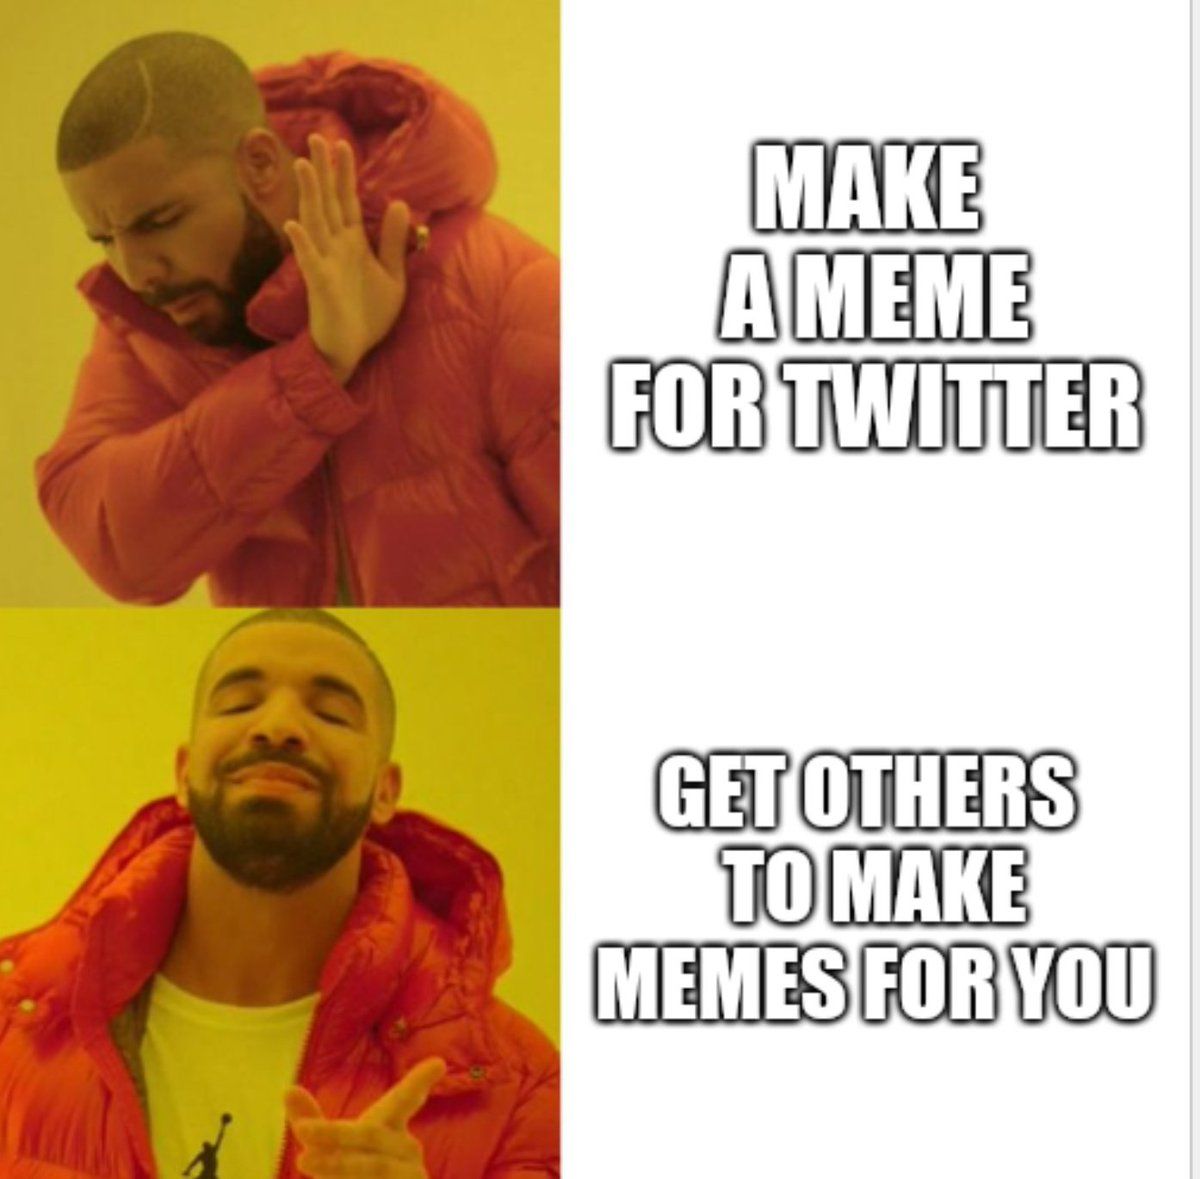 MAKE
A MEME
FOR TWITTER
GET OTHERS
TO MAKE
MEMES FOR YOU